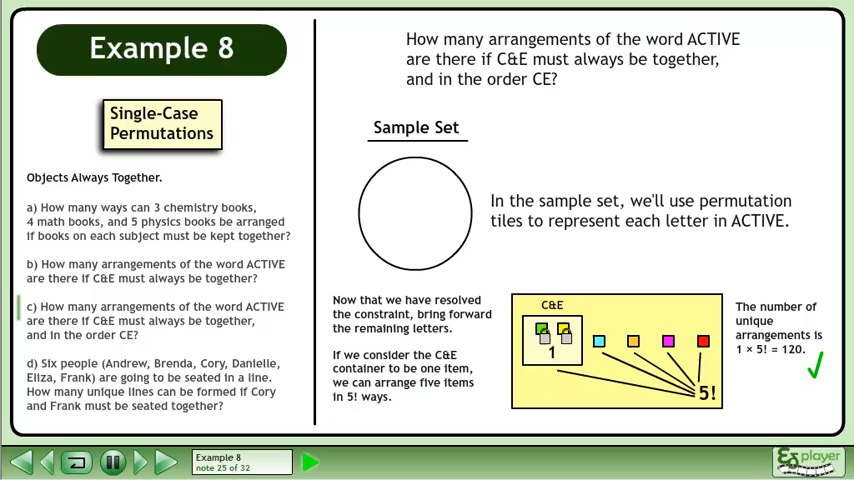 Example 8
Single-Case
Permutations
Objects Always Together.
a) How many ways can 3 chemistry books,
4 math books, and 5 physics books be arranged
if books on each subject must be kept together?
b) How many arrangements of the word ACTIVE
are there if C&E must always be together?
c) How many arrangements of the word ACTIVE
are there if C&E must always be together,
and in the order CE?
d) Six people (Andrew, Brenda, Cory, Danielle,
Eliza, Frank) are going to be seated in a line.
How many unique lines can be formed if Cory
and Frank must be seated together?
How many arrangements of the word ACTIVE
are there if C&E must always be together,
and in the order CE?
Sample Set
In the sample set, we'll use permutation
tiles to represent each letter in ACTIVE.
Now that we have resolved
the constraint, bring forward
the remaining letters.
If we consider the C&E
container to be one item,
we can arrange five items
in 5! ways.
C&E
1
5!
The number of
unique
arrangements is
1 × 5! = 120.
Example 8
note 25 of 32
player